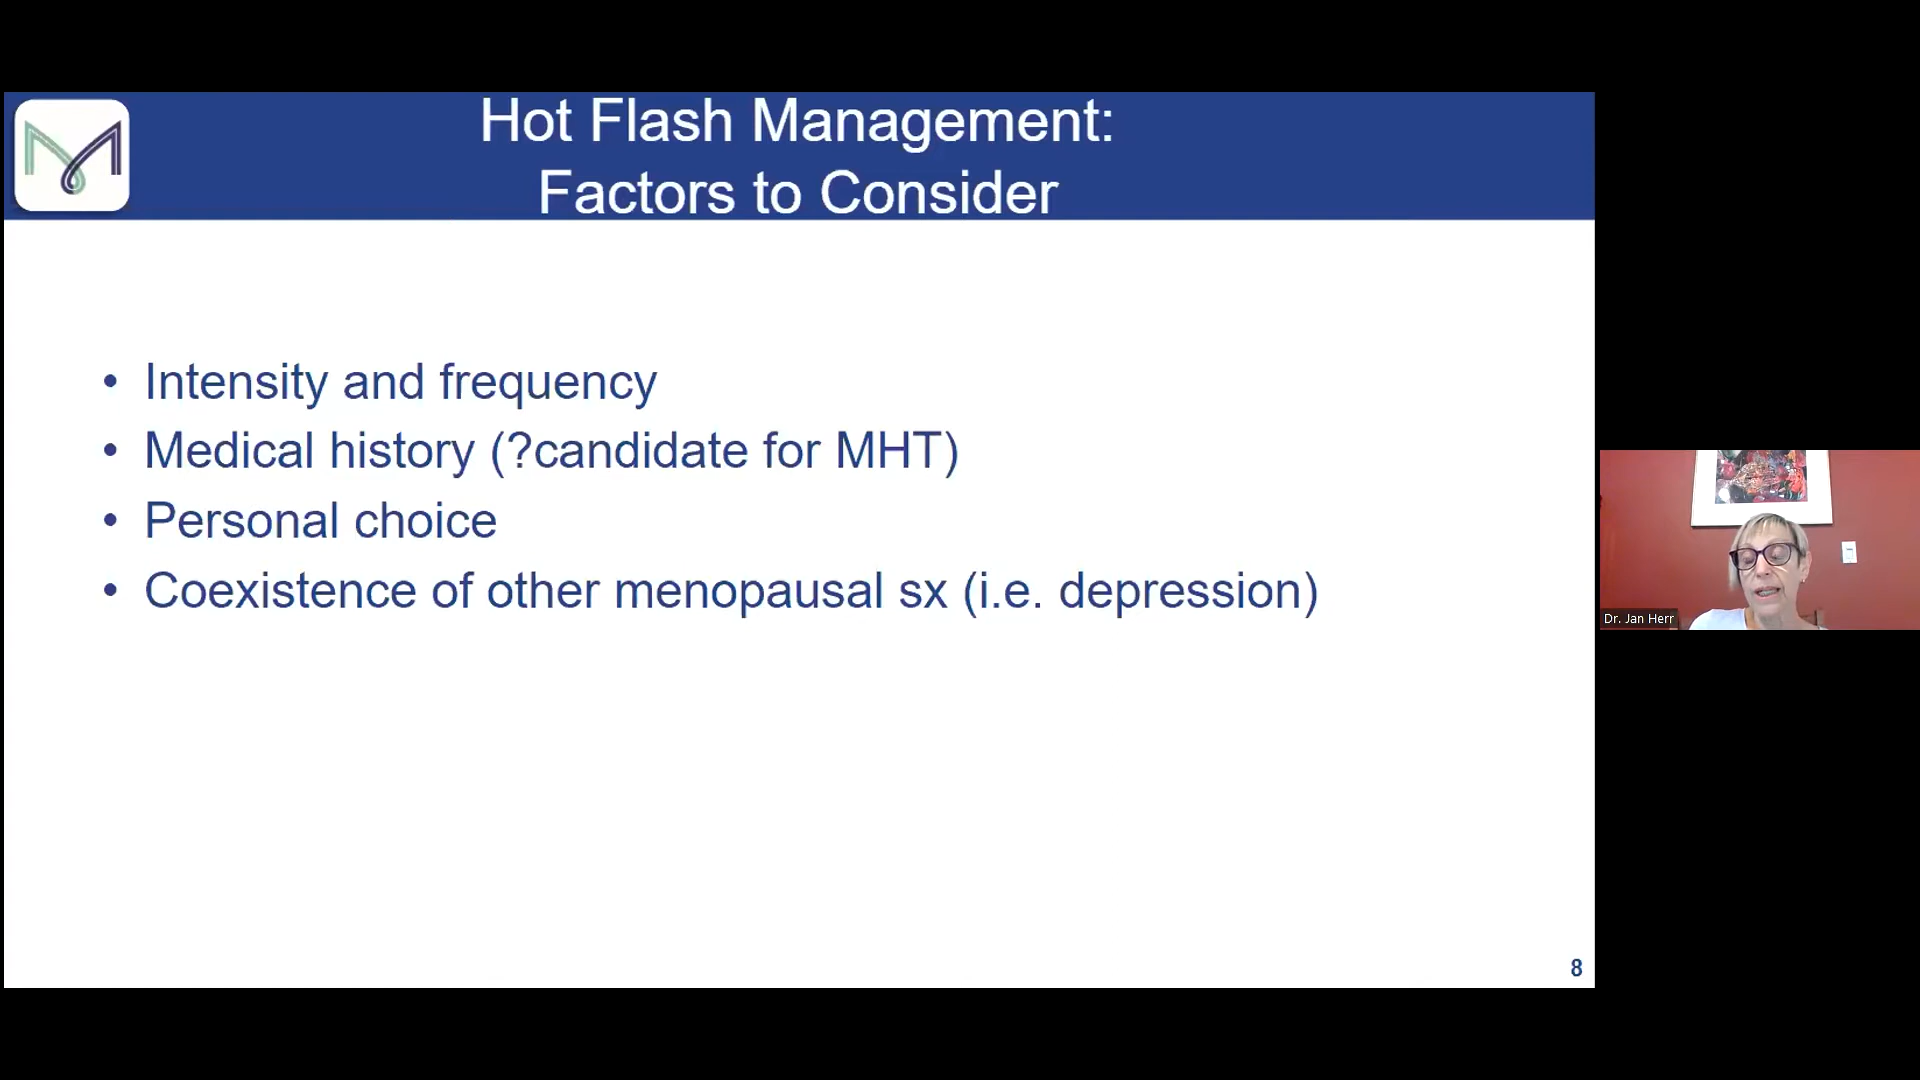 Hot Flash Management:
Factors to Consider
• Intensity and frequency
• Medical history (?candidate for MHT)
• Personal choice
• Coexistence of other menopausal sx (i.e. depression)
8
Dr. Jan Herr